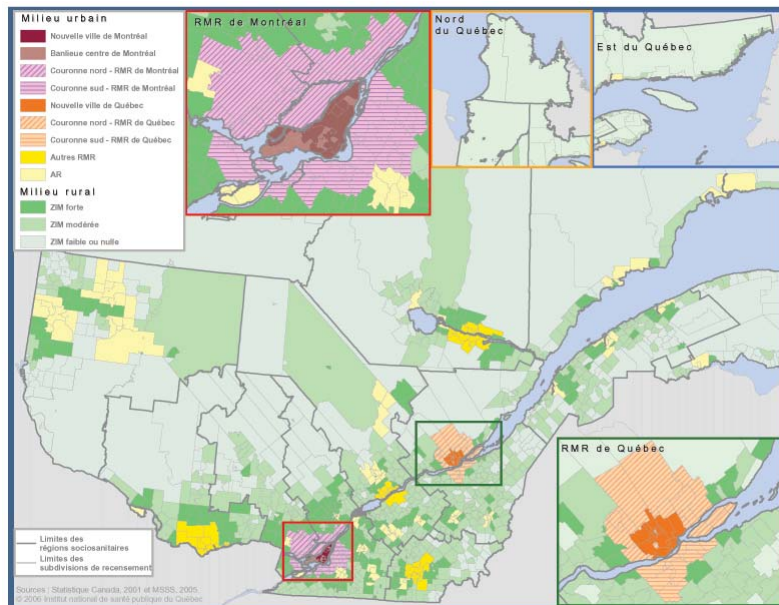 Milieu urbain
Nouvelle ville de Montréal
Banlieue centre de Montréal
Couronne nord - RMR de Montréal
Couronne sud - RMR de Montréal
Nouvelle ville de Québec
Couronne nord - RMR de Québec
Couronne sud - RMR de Québec
Autres RMR
AR
Milieu rural
ZIM forte
ZIM modérée
ZIM faible ou nulle
RMR de Montréal
Nord
du Québec
Est du Québec
RMR de Québec
Limites des
régions sociosanitaires
Limites des
subdivisions de recensement
Sources : Statistique Canada, 2001 et MSSS, 2005.
© 2006 Institut national de santé publique du Québec